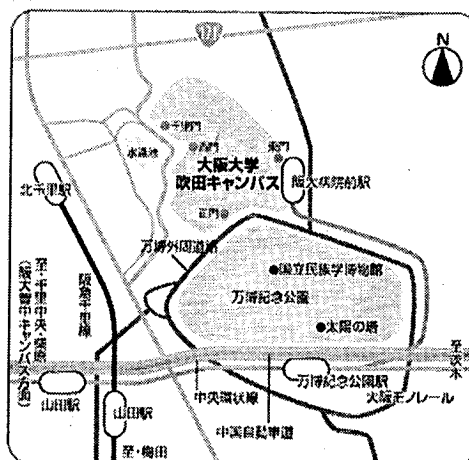 171
N
千里門
西門
東門
水遠池
大阪大学
吹田キャンパス
阪大病院前駅
北千里駅
正門
万博外周道路
国立民族学博物館
万博記念公園
太陽の塔
阪急千里線
至・千里中央・柴原
(阪大豊中キャンパス方面)
至茨木
山田駅
山田駅
中央環状線
万博記念公園駅
大阪モノレール
中国自動車道
至・梅田